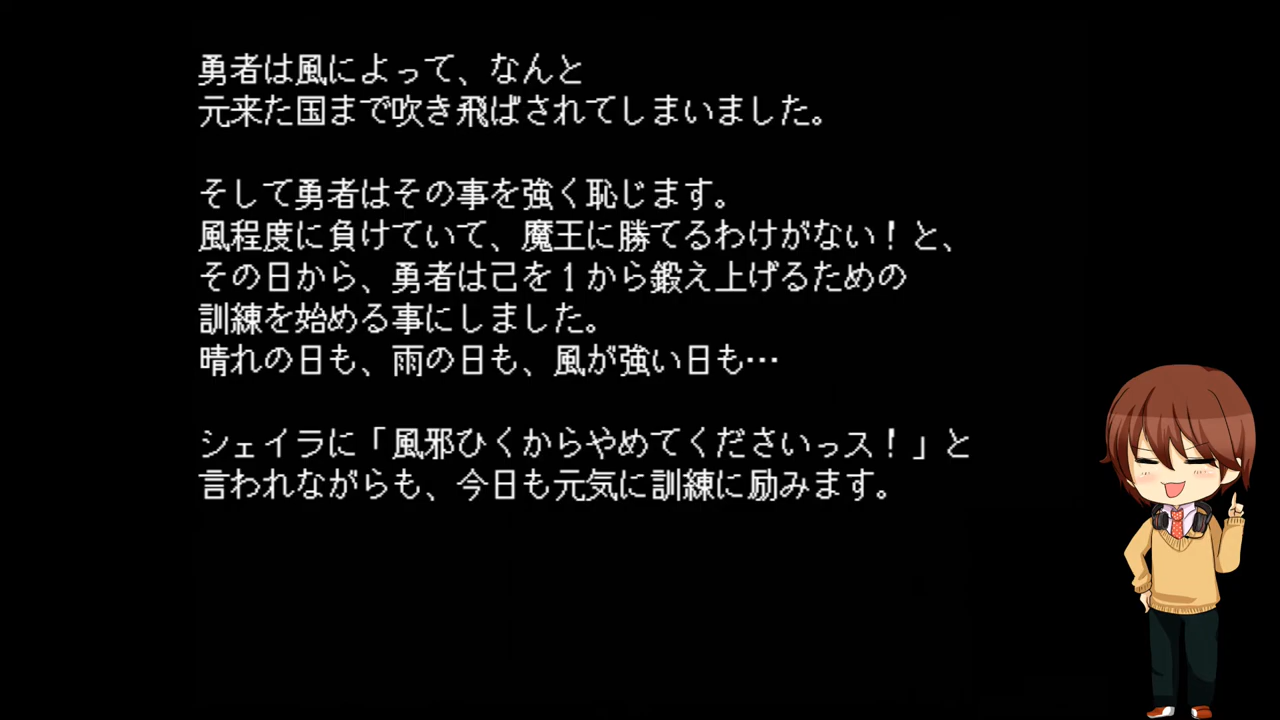 勇者は風によって、なんと
元来た国まで吹き飛ばされてしまいました。
そして勇者はその事を強く恥じます。
風程度に負けていて、魔王に勝てるわけがない！と、
その日から、勇者は己を１から鍛え上げるための
訓練を始める事にしました。
晴れの日も、雨の日も、風が強い日も…
シェイラに「風邪ひくからやめてくださいっス！」と
言われながらも、今日も元気に訓練に励みます。